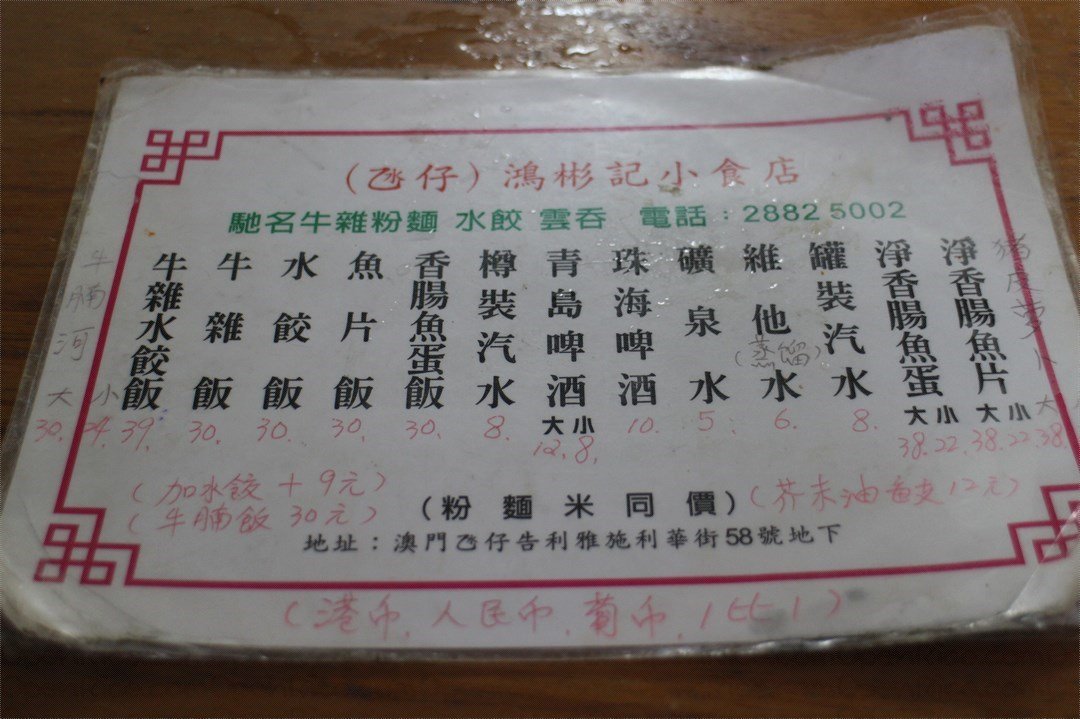 (氹仔)鴻彬記小食店
馳名牛雜粉麵 水餃 雲吞 電話：2882 5002
牛腩河 大 小 30. 24.
牛雜水餃飯 39.
牛雜飯 30.
水餃飯 30.
魚片飯 30.
香腸魚蛋飯 30.
樽裝汽水 8.
青島啤酒 大 小 12. 8.
珠海啤酒 10.
礦泉水 5.
維他水 (蒸餾) 6.
罐裝汽水 8.
淨香腸魚蛋 大 小 38. 22.
淨香腸魚片 大 小 38. 22.
豬皮萝卜 大 38
(加水餃+9元)
(牛腩飯 30元)
(粉麵米同價)
地址：澳門氹仔告利雅施利華街58號地下
(港币，人民币，葡币，1比1)